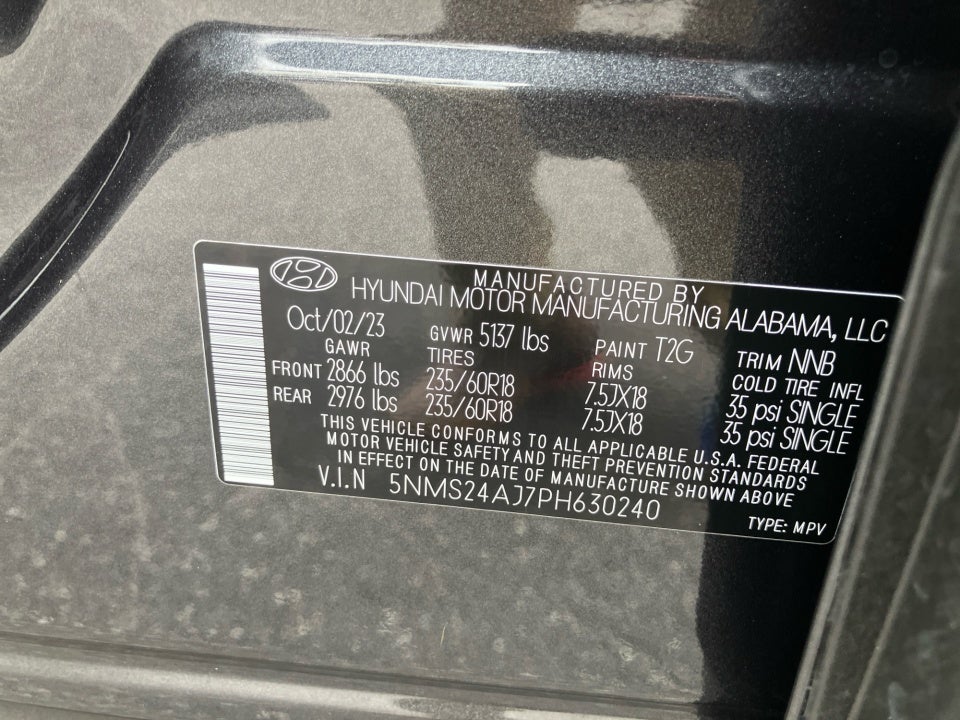 MANUFACTURED BY
HYUNDAI MOTOR MANUFACTURING ALABAMA, LLC
Oct/02/23 GVWR 5137 lbs PAINT T2G TRIM NNB
GAWR TIRES RIMS COLD TIRE INFL
FRONT 2866 lbs 235/60R18 7.5JX18 35 psi SINGLE
REAR 2976 lbs 235/60R18 7.5JX18 35 psi SINGLE
THIS VEHICLE CONFORMS TO ALL APPLICABLE U.S.A. FEDERAL
MOTOR VEHICLE SAFETY AND THEFT PREVENTION STANDARDS
IN EFFECT ON THE DATE OF MANUFACTURE SHOWN ABOVE
V.I.N 5NMS24AJ7PH630240
TYPE: MPV